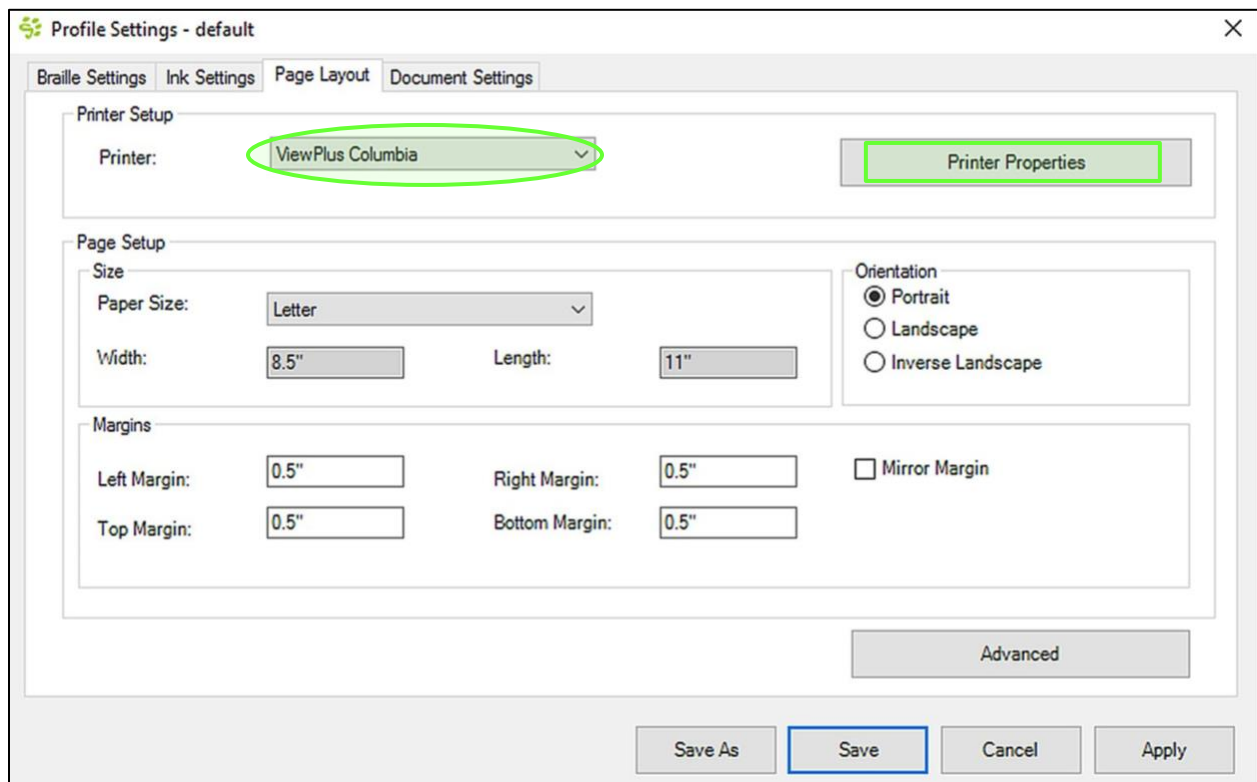 Profile Settings - default
Braille Settings Ink Settings Page Layout Document Settings
Printer Setup
Printer: ViewPlus Columbia Printer Properties
Page Setup
Size Orientation
Paper Size: Letter Portrait
Landscape
Width: 8.5" Length: 11" Inverse Landscape
Margins
Left Margin: 0.5" Right Margin: 0.5" Mirror Margin
Top Margin: 0.5" Bottom Margin: 0.5"
Advanced
Save As Save Cancel Apply